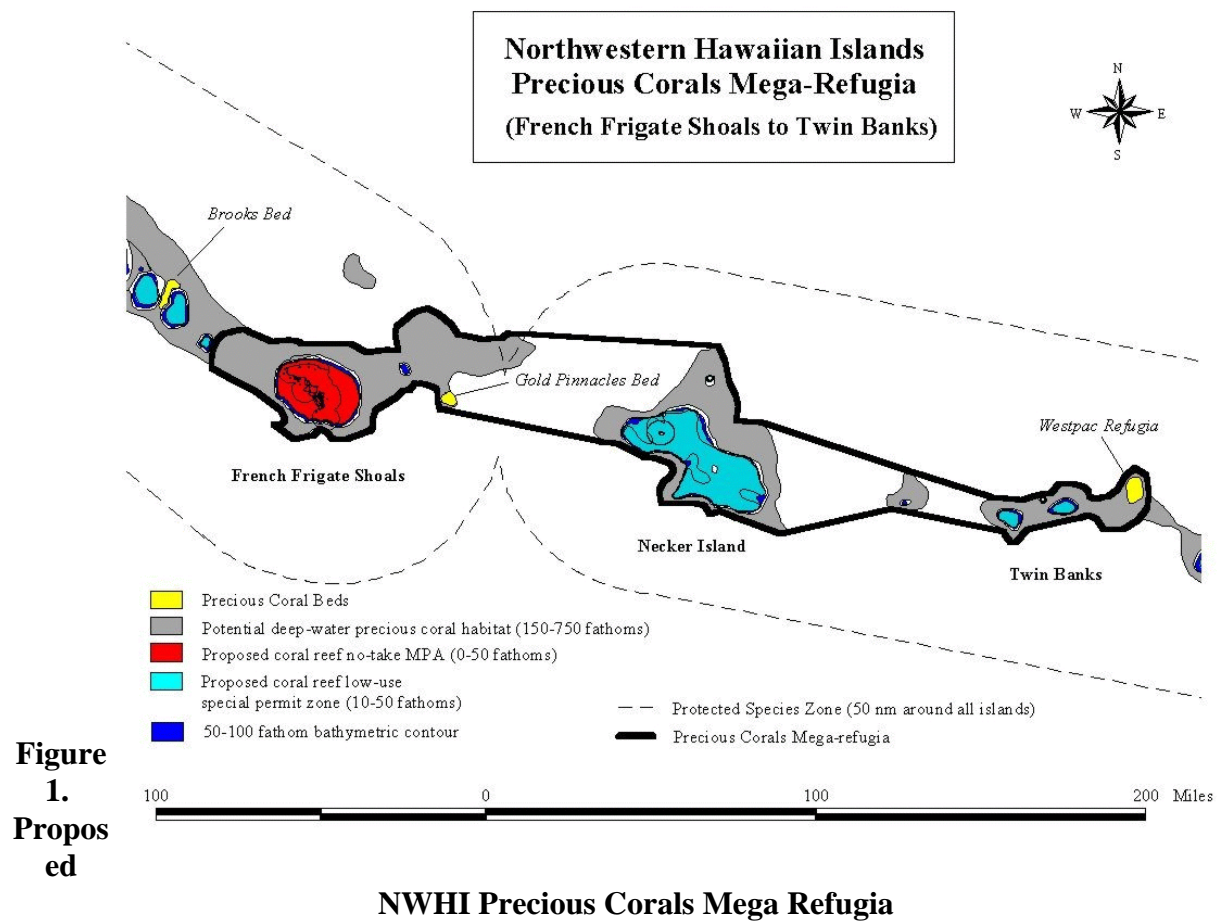 Northwestern Hawaiian Islands
Precious Corals Mega-Refugia
(French Frigate Shoals to Twin Banks)
N
W
E
S
Brooks Bed
Gold Pinnacles Bed
Westpac Refugia
French Frigate Shoals
Necker Island
Twin Banks
Precious Coral Beds
Potential deep-water precious coral habitat (150-750 fathoms)
Proposed coral reef no-take MPA (0-50 fathoms)
Proposed coral reef low-use
special permit zone (10-50 fathoms)
50-100 fathom bathymetric contour
Protected Species Zone (50 nm around all islands)
Precious Corals Mega-refugia
100 0 100 200 Miles
Figure
1.
Propos
ed
NWHI Precious Corals Mega Refugia